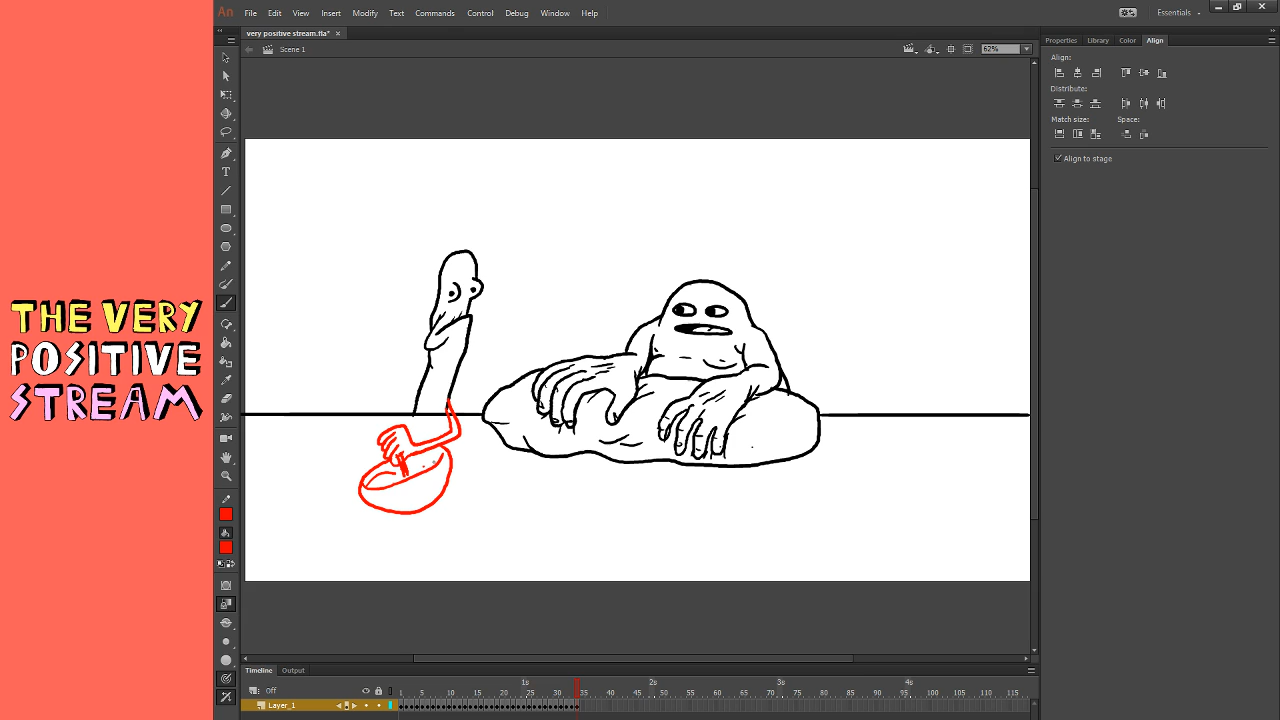 An File Edit View Insert Modify Text Commands Control Debug Window Help Essentials
very positive stream.fla*
Scene 1
62%
Properties Library Color Align
Align:
Distribute:
Match size: Space:
Align to stage
THE VERY
POSITIVE
STREAM
Timeline Output
1s 2s 3s 4s
Off 1 5 10 15 20 25 30 35 40 45 50 55 60 65 70 75 80 85 90 95 100 105 110 115
Layer_1